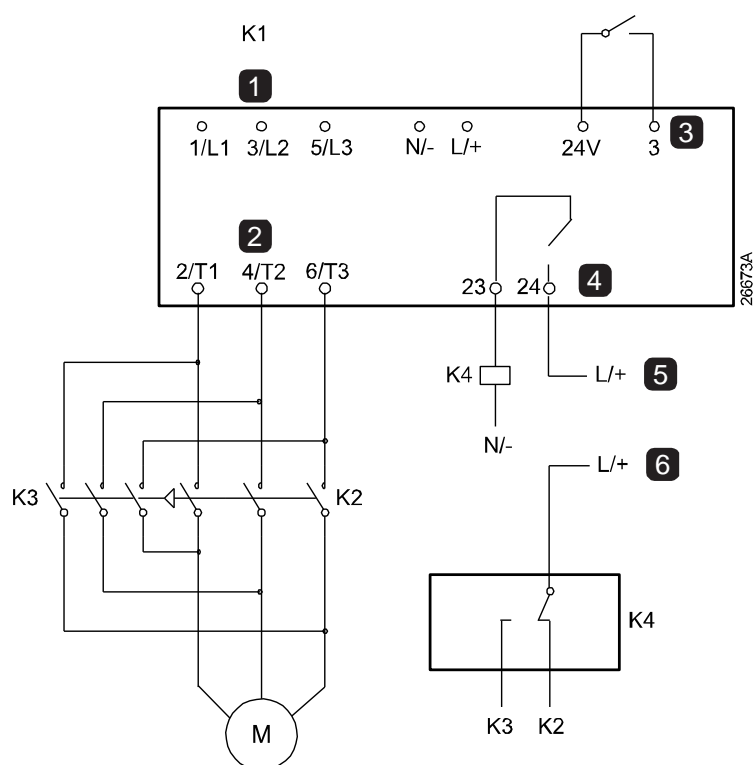 K1
1
1/L1 3/L2 5/L3 N/- L/+ 24V 3 3
2
2/T1 4/T2 6/T3 23 24 4
26673A
K4 L/+ 5
N/-
L/+ 6
K3 K2
K4
K3 K2
M